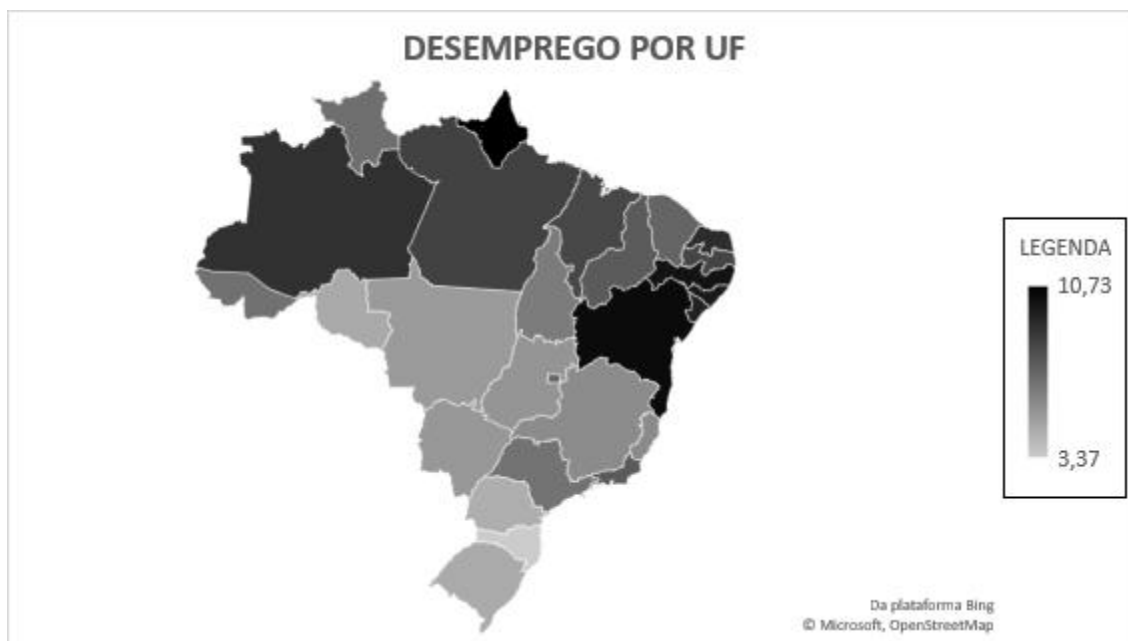 DESEMPREGO POR UF
LEGENDA
10,73
3,37
Da plataforma Bing
© Microsoft, OpenStreetMap